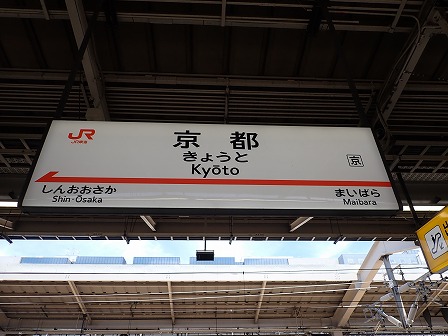 JR
JR東海
京都
きょうと
Kyōto
京
しんおおさか
Shin-Ōsaka
まいばら
Maibara